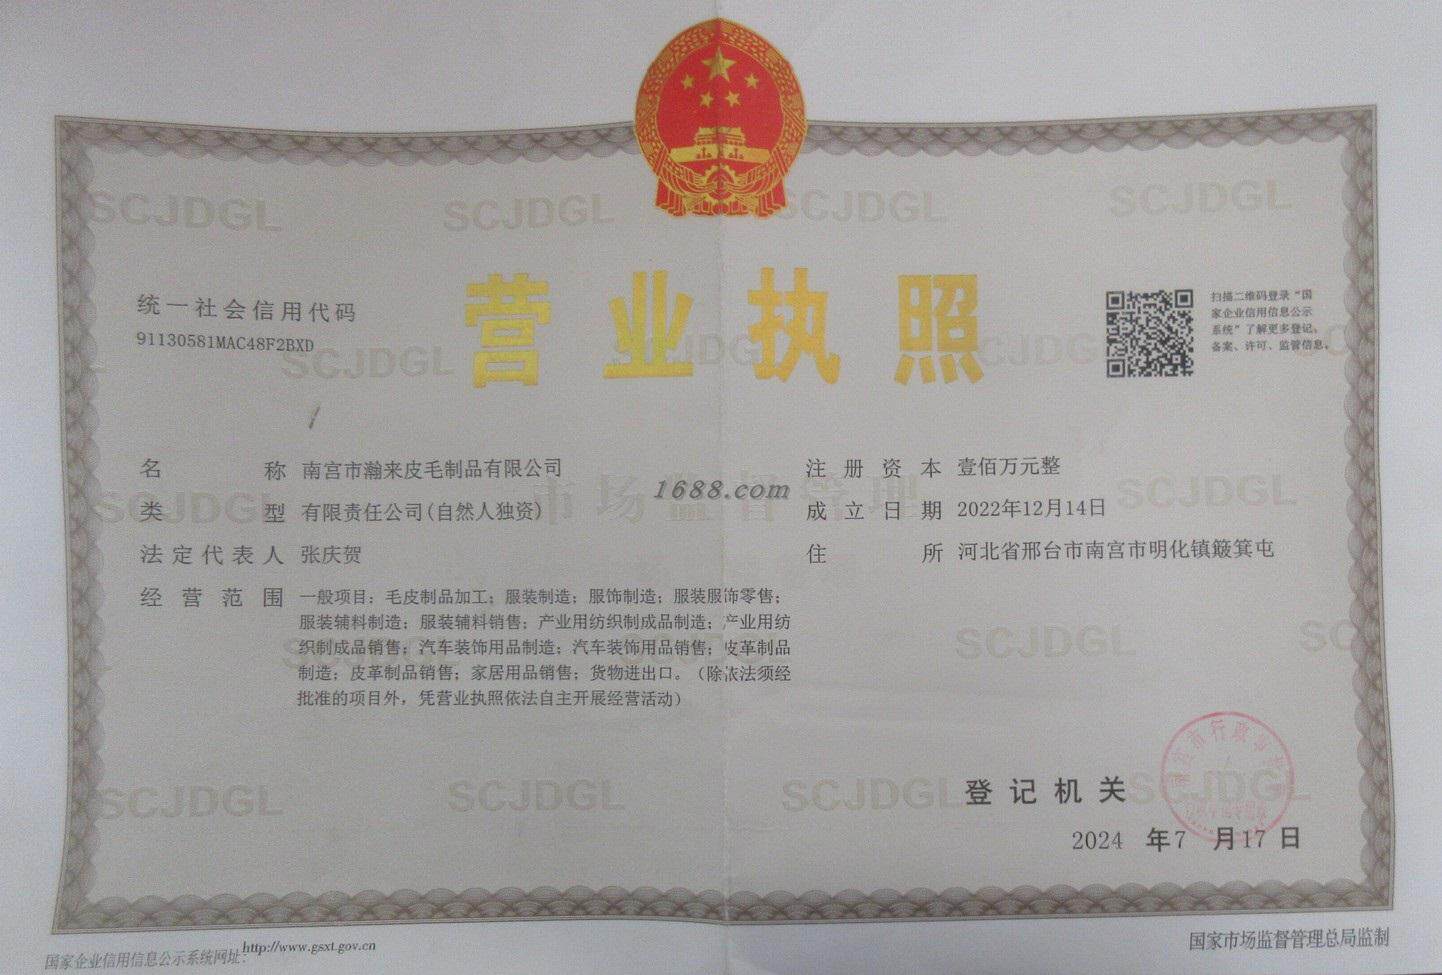 营业执照
统一社会信用代码
91130581MAC48F2BXD
扫描二维码登录“国
家企业信用信息公示
系统”了解更多登记、
备案、许可、监管信息。
名称 南宫市瀚来皮毛制品有限公司
类型 有限责任公司(自然人独资)
法定代表人 张庆贺
经营范围 一般项目：毛皮制品加工；服装制造；服饰制造；服装服饰零售；
服装辅料制造；服装辅料销售；产业用纺织制成品制造；产业用纺
织制成品销售；汽车装饰用品制造；汽车装饰用品销售；皮革制品
制造；皮革制品销售；家居用品销售；货物进出口。（除依法须经
批准的项目外，凭营业执照依法自主开展经营活动）
注册资本 壹佰万元整
成立日期 2022年12月14日
住所 河北省邢台市南宫市明化镇簸箕屯
1688.com
市场监督管理
SCJDGL
登记机关
2024 年7 月17 日
国家企业信用信息公示系统网址：http://www.gsxt.gov.cn
国家市场监督管理总局监制